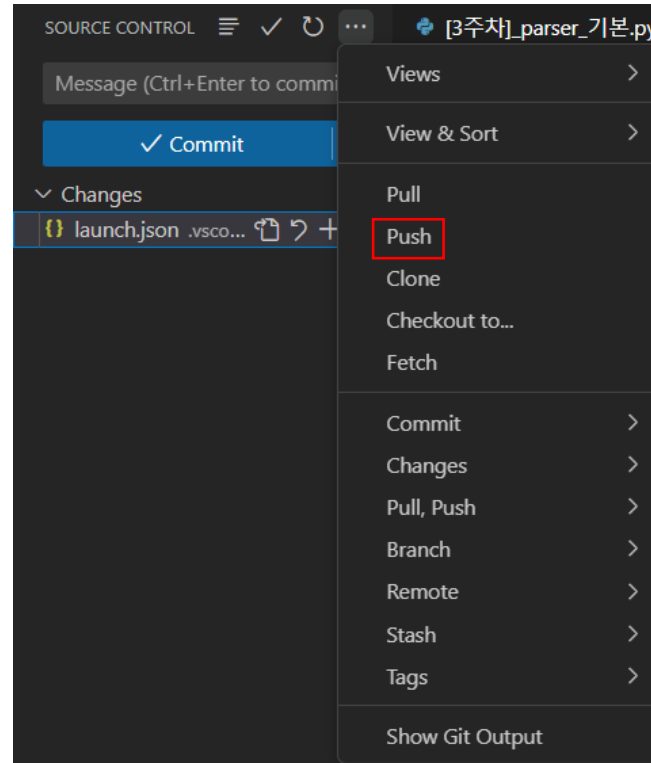 SOURCE CONTROL
[3주차]_parser_기본.py
Message (Ctrl+Enter to commi
Commit
Changes
{} launch.json .vsco...
Views
View & Sort
Pull
Push
Clone
Checkout to...
Fetch
Commit
Changes
Pull, Push
Branch
Remote
Stash
Tags
Show Git Output